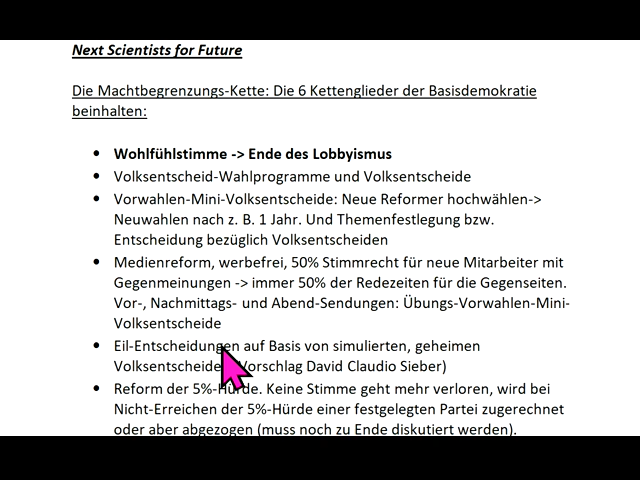 Next Scientists for Future
Die Machtbegrenzungs-Kette: Die 6 Kettenglieder der Basisdemokratie
beinhalten:
• Wohlfühlstimme -> Ende des Lobbyismus
• Volksentscheid-Wahlprogramme und Volksentscheide
• Vorwahlen-Mini-Volksentscheide: Neue Reformer hochwählen->
Neuwahlen nach z. B. 1 Jahr. Und Themenfestlegung bzw.
Entscheidung bezüglich Volksentscheiden
• Medienreform, werbefrei, 50% Stimmrecht für neue Mitarbeiter mit
Gegenmeinungen -> immer 50% der Redezeiten für die Gegenseiten.
Vor-, Nachmittags- und Abend-Sendungen: Übungs-Vorwahlen-Mini-
Volksentscheide
• Eil-Entscheidungen auf Basis von simulierten, geheimen
Volksentscheiden (Vorschlag David Claudio Sieber)
• Reform der 5%-Hürde. Keine Stimme geht mehr verloren, wird bei
Nicht-Erreichen der 5%-Hürde einer festgelegten Partei zugerechnet
oder aber abgezogen (muss noch zu Ende diskutiert werden).